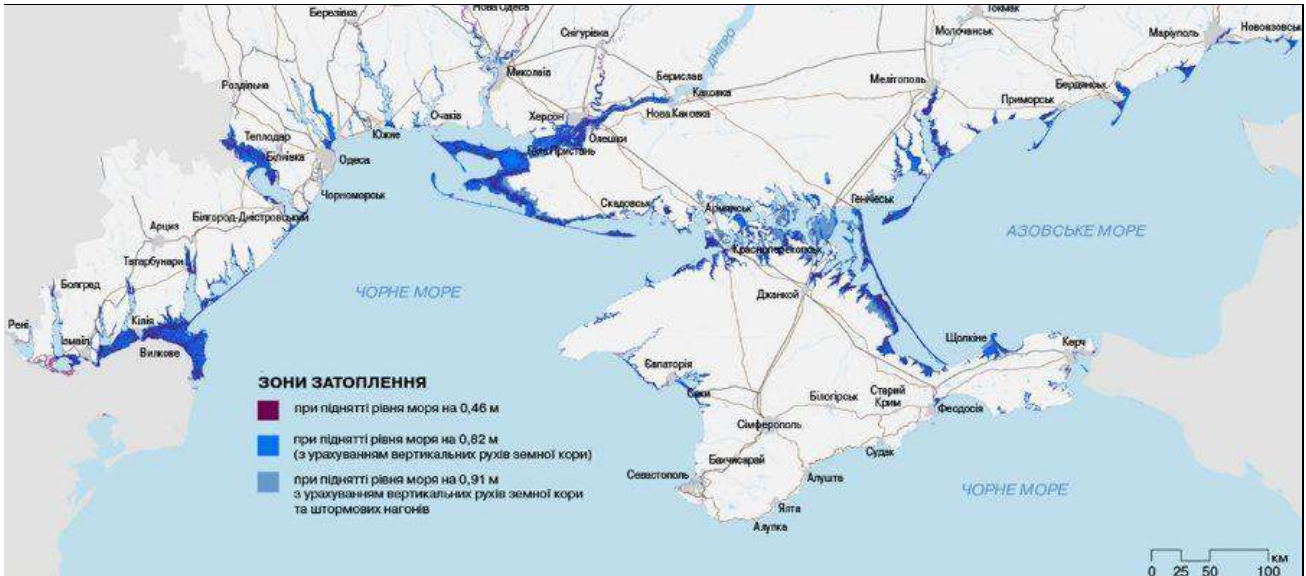 Березівка
Нова Одеса
Снігурівка
Токмак
Молочанськ
Маріуполь
Новоазовськ
Роздільна
Миколаїв
ДНІПРО
Берислав
Каховка
Мелітополь
Бердянськ
Приморськ
Теплодар
Біляївка
Одеса
Южне
Очаків
Херсон
Нова Каховка
Олешки
Гола Пристань
Чорноморськ
Білгород-Дністровський
Скадовськ
Армянськ
Генічеськ
Арциз
Татарбунари
Красноперекопськ
АЗОВСЬКЕ МОРЕ
Болград
ЧОРНЕ МОРЕ
Джанкой
Рені
Ізмаїл
Кілія
Вилкове
Щолкіне
Керч
Євпаторія
Саки
Білогірськ
Старий
Крим
Феодосія
Сімферополь
Бахчисарай
Судак
Севастополь
Алушта
Ялта
Алупка
ЧОРНЕ МОРЕ
ЗОНИ ЗАТОПЛЕННЯ
при піднятті рівня моря на 0,46 м
при піднятті рівня моря на 0,82 м
(з урахуванням вертикальних рухів земної кори)
при піднятті рівня моря на 0,91 м
з урахуванням вертикальних рухів земної кори
та штормових нагонів
КМ
0 25 50 100